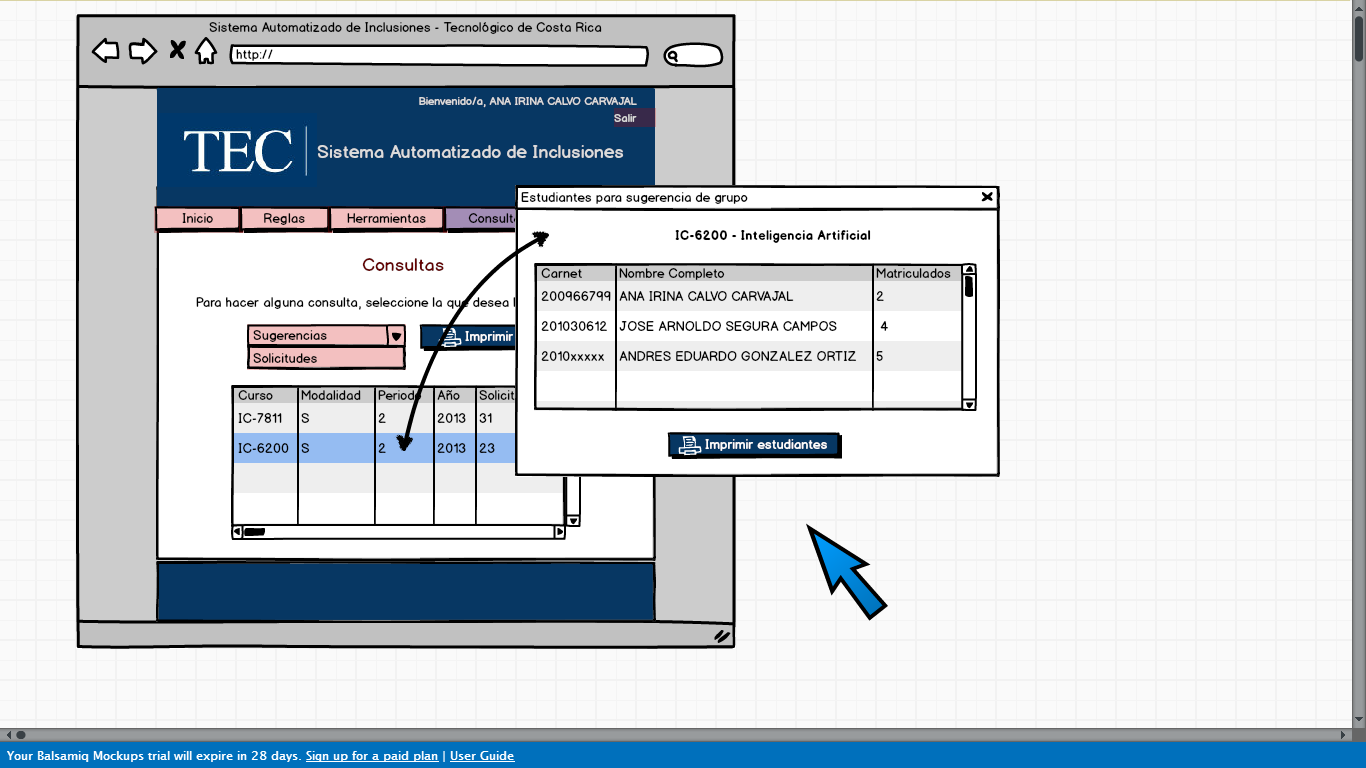 Sistema Automatizado de Inclusiones - Tecnológico de Costa Rica
http://
Bienvenido/a, ANA IRINA CALVO CARVAJAL
Salir
TEC
Sistema Automatizado de Inclusiones
Inicio Reglas Herramientas Consult
Consultas
Para hacer alguna consulta, seleccione la que desea
Sugerencias
Solicitudes
Imprimir
Curso Modalidad Periodo Año Solicit
IC-7811 S 2 2013 31
IC-6200 S 2 2013 23
Estudiantes para sugerencia de grupo
IC-6200 - Inteligencia Artificial
Carnet Nombre Completo Matriculados
200966799 ANA IRINA CALVO CARVAJAL 2
201030612 JOSE ARNOLDO SEGURA CAMPOS 4
2010xxxxx ANDRES EDUARDO GONZALEZ ORTIZ 5
Imprimir estudiantes
Your Balsamiq Mockups trial will expire in 28 days. Sign up for a paid plan | User Guide